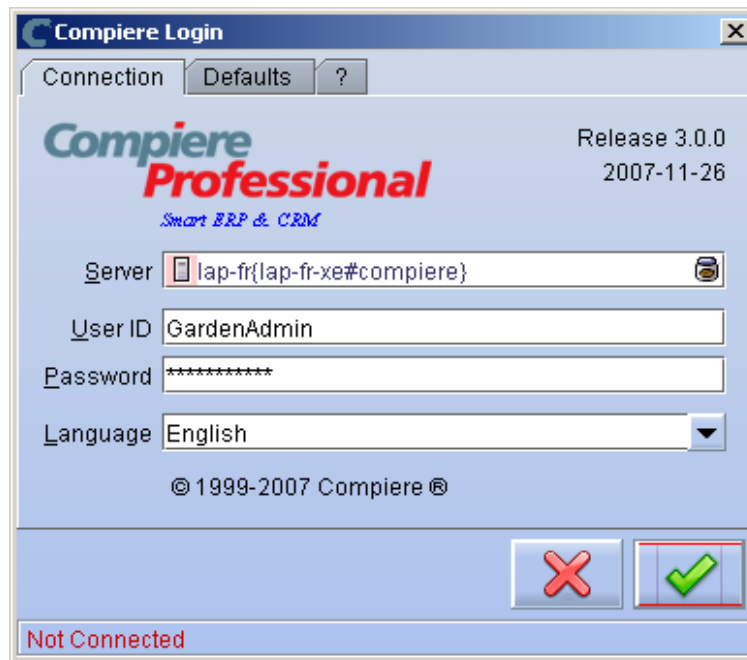 Compiere Login
Connection Defaults ?
Compiere
Professional
Smart ERP & CRM
Release 3.0.0
2007-11-26
Server lap-fr{lap-fr-xe#compiere}
User ID GardenAdmin
Password ***********
Language English
© 1999-2007 Compiere ®
Not Connected